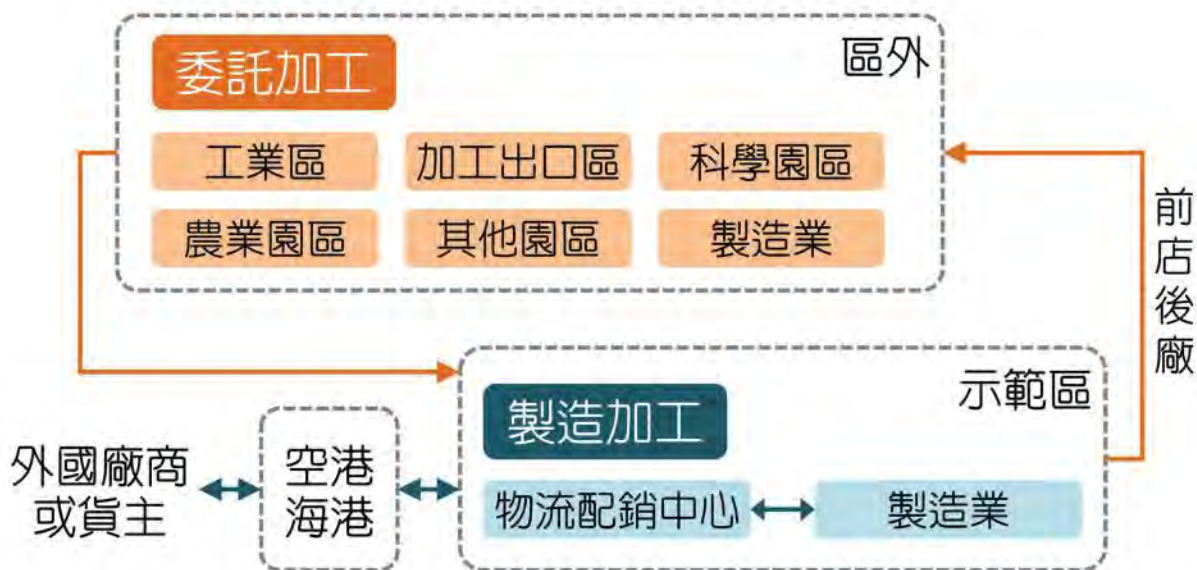 委託加工
區外
工業區
加工出口區
科學園區
農業園區
其他園區
製造業
前店後廠
示範區
製造加工
物流配銷中心
製造業
空港
海港
外國廠商
或貨主